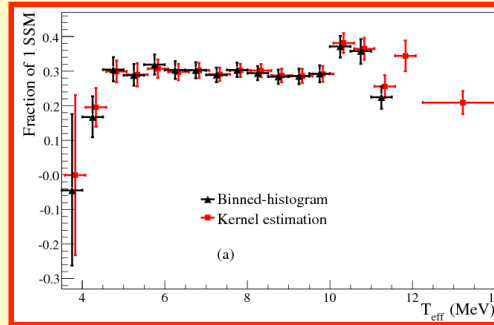 Fraction of 1 SSM
0.4
0.3
0.2
0.1
-0.0
-0.1
-0.2
-0.3
Binned-histogram
Kernel estimation
(a)
4 6 8 10 12
T_eff (MeV)